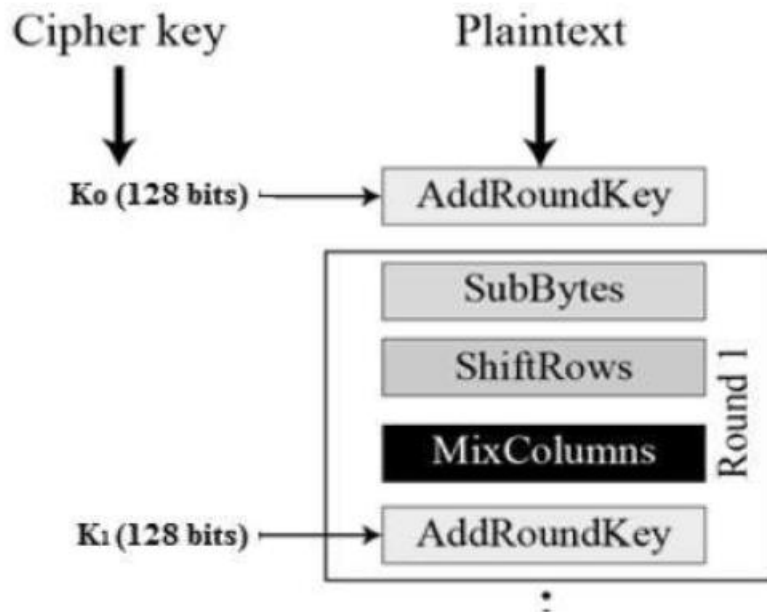 Cipher key Plaintext
K0 (128 bits) AddRoundKey
SubBytes
ShiftRows
MixColumns
Round 1
K1 (128 bits) AddRoundKey